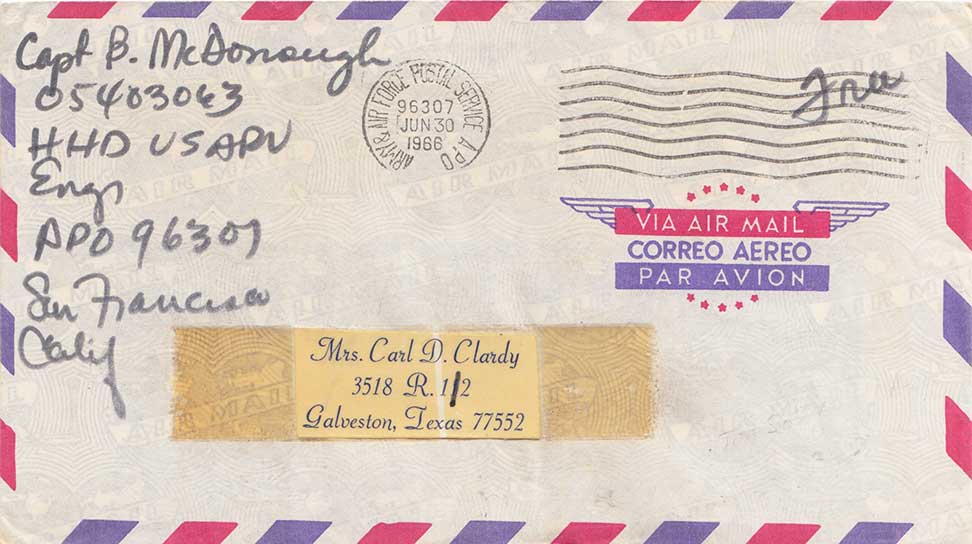 Capt B. McDonough
05403063
HHD USARV
Engr
APO 96307
San Francisco
Calif
ARMY & AIR FORCE POSTAL SERVICE A.P.O.
96307
JUN 30
1966
Free
VIA AIR MAIL
CORREO AEREO
PAR AVION
Mrs. Carl D. Clardy
3518 R. 1/2
Galveston, Texas 77552